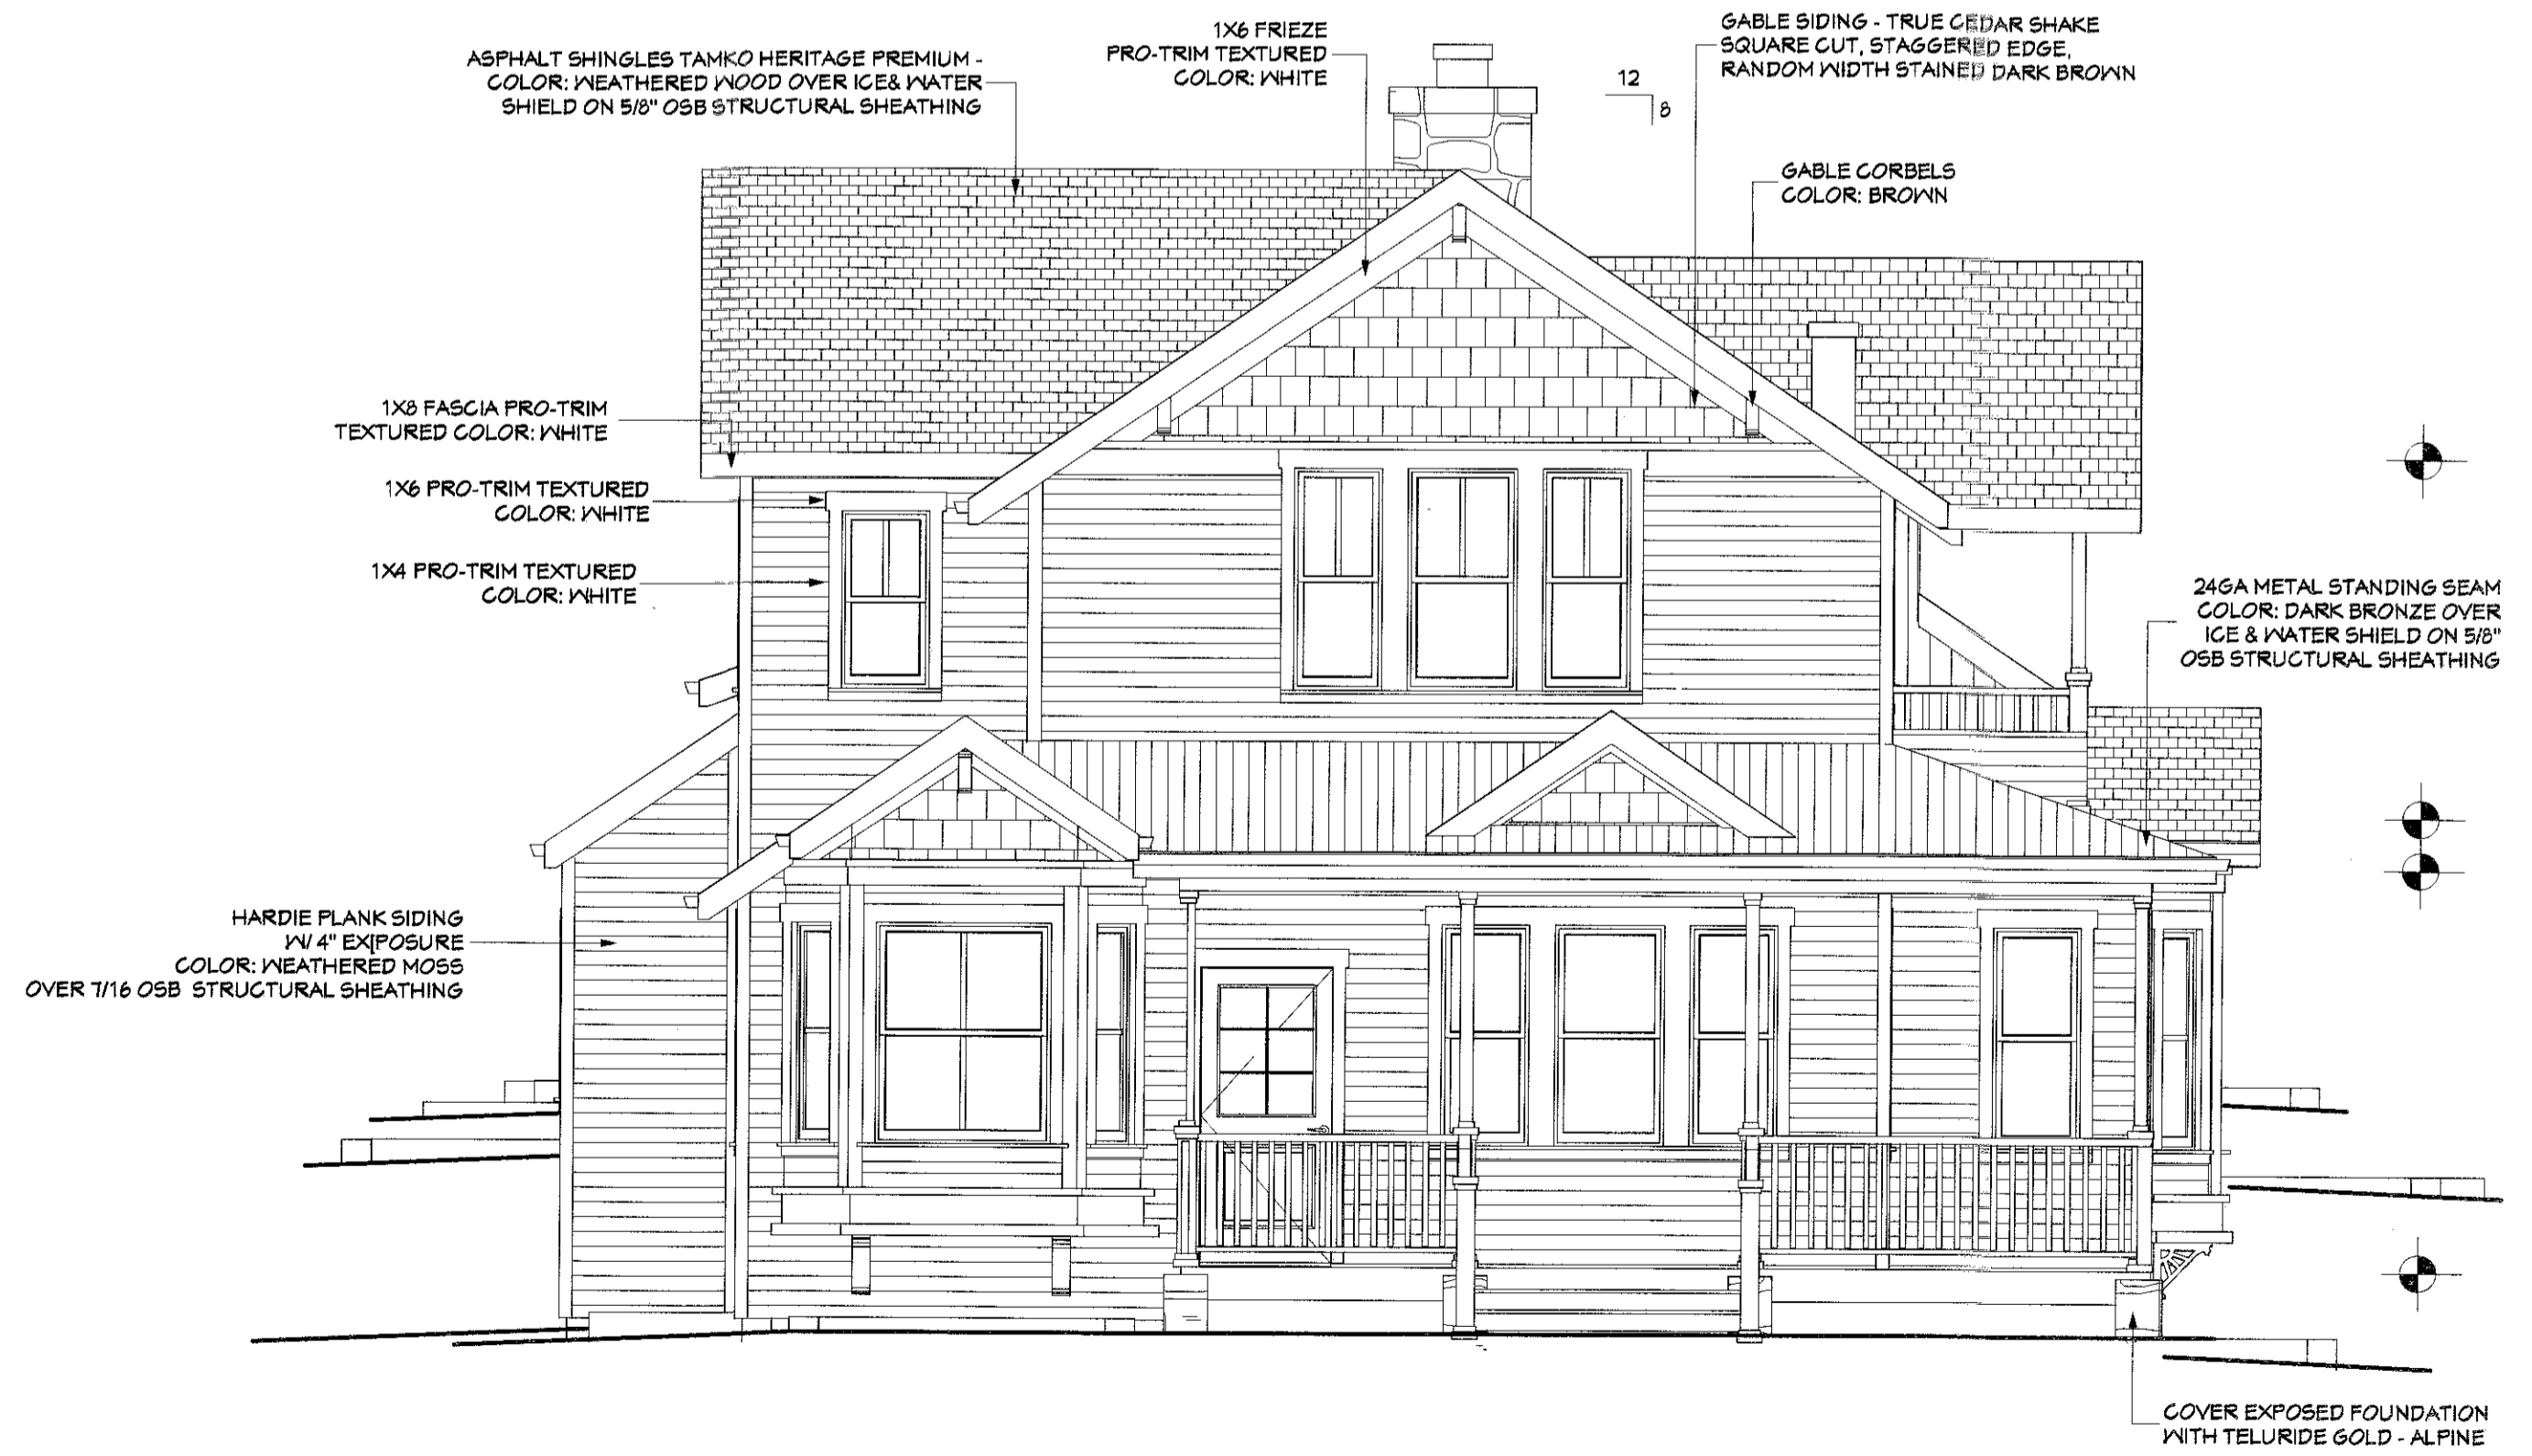 ASPHALT SHINGLES TAMKO HERITAGE PREMIUM -
COLOR: WEATHERED WOOD OVER ICE& WATER
SHIELD ON 5/8" OSB STRUCTURAL SHEATHING
1X6 FRIEZE
PRO-TRIM TEXTURED
COLOR: WHITE
12
8
GABLE SIDING - TRUE CEDAR SHAKE
SQUARE CUT, STAGGERED EDGE,
RANDOM WIDTH STAINED DARK BROWN
GABLE CORBELS
COLOR: BROWN
1X8 FASCIA PRO-TRIM
TEXTURED COLOR: WHITE
1X6 PRO-TRIM TEXTURED
COLOR: WHITE
1X4 PRO-TRIM TEXTURED
COLOR: WHITE
24GA METAL STANDING SEAM
COLOR: DARK BRONZE OVER
ICE & WATER SHIELD ON 5/8"
OSB STRUCTURAL SHEATHING
HARDIE PLANK SIDING
W/ 4" EXPOSURE
COLOR: WEATHERED MOSS
OVER 7/16 OSB STRUCTURAL SHEATHING
COVER EXPOSED FOUNDATION
WITH TELURIDE GOLD - ALPINE